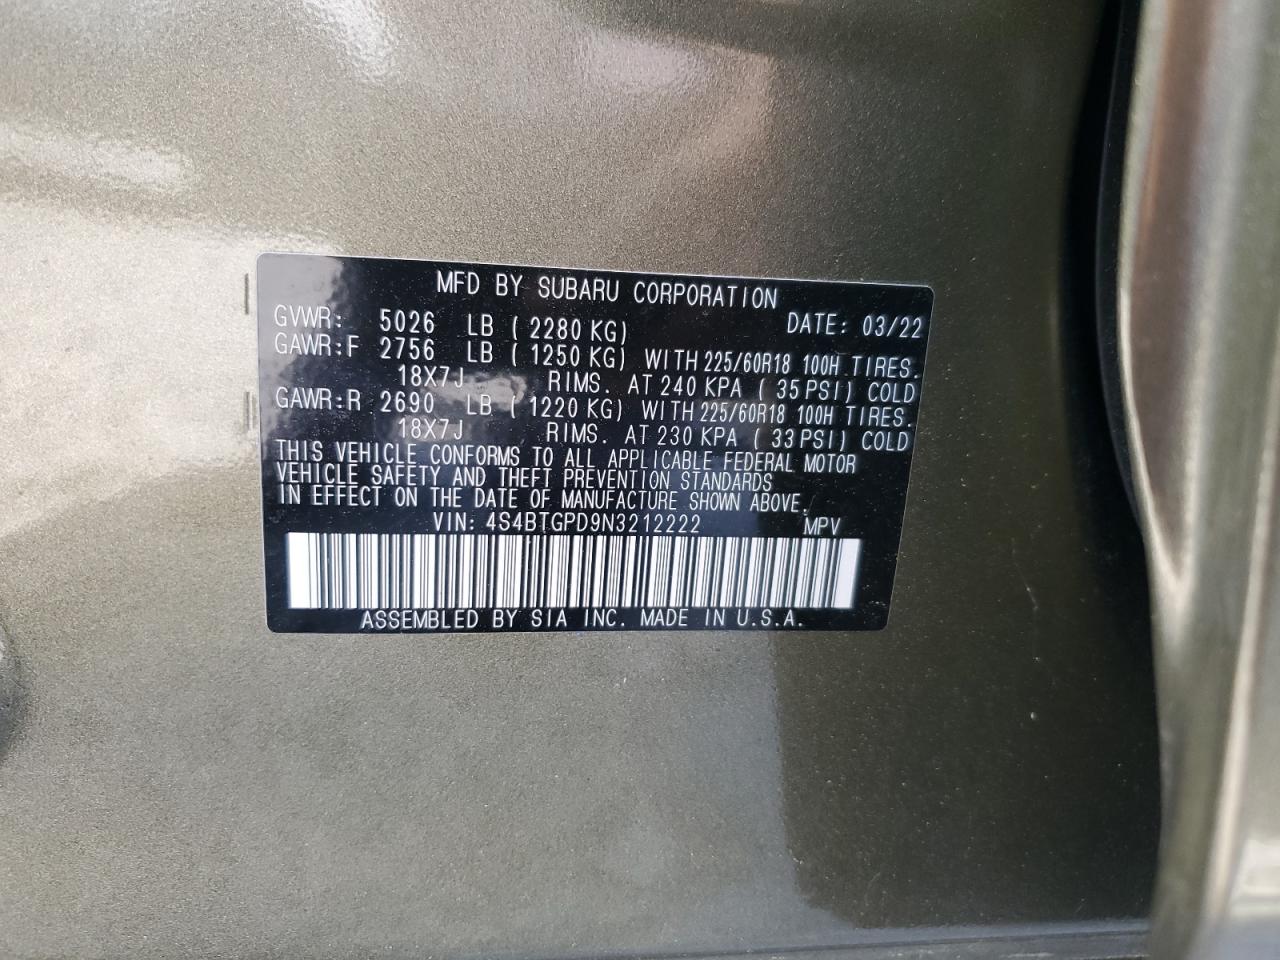 MFD BY SUBARU CORPORATION
GVWR: 5026 LB ( 2280 KG) DATE: 03/22
GAWR:F 2756 LB ( 1250 KG) WITH 225/60R18 100H TIRES.
18X7J RIMS. AT 240 KPA ( 35 PSI) COLD
GAWR:R 2690 LB ( 1220 KG) WITH 225/60R18 100H TIRES.
18X7J RIMS. AT 230 KPA ( 33 PSI) COLD
THIS VEHICLE CONFORMS TO ALL APPLICABLE FEDERAL MOTOR
VEHICLE SAFETY AND THEFT PREVENTION STANDARDS
IN EFFECT ON THE DATE OF MANUFACTURE SHOWN ABOVE.
VIN: 4S4BTGPD9N3212222 MPV
ASSEMBLED BY SIA INC. MADE IN U.S.A.